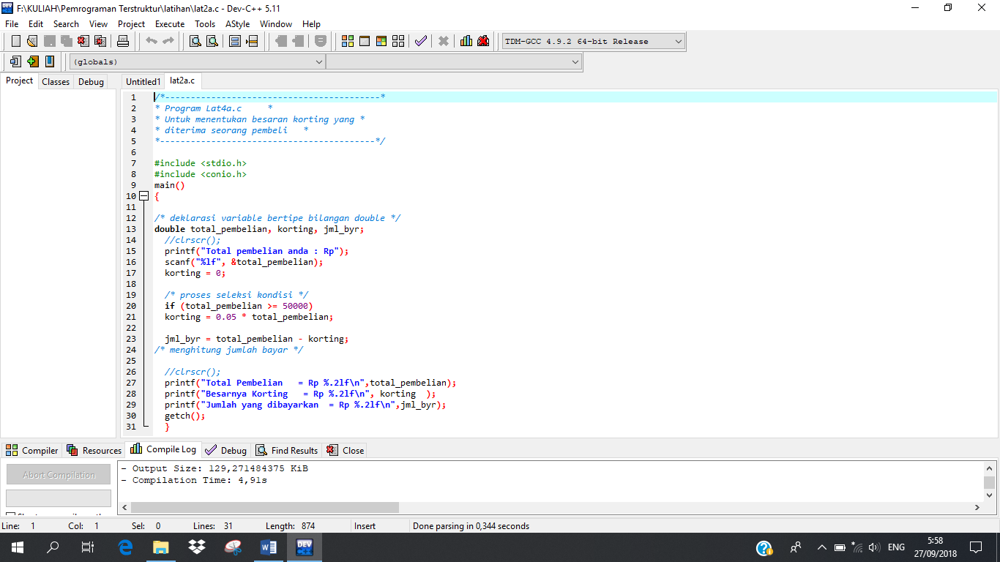 F:\KULIAH\Pemrograman Terstruktur\latihan\lat2a.c - Dev-C++ 5.11
File Edit Search View Project Execute Tools AStyle Window Help
TDM-GCC 4.9.2 64-bit Release
(globals)
Project Classes Debug Untitled1 lat2a.c
1 /*------------------------------------------*
2 * Program Lat4a.c *
3 * Untuk menentukan besaran korting yang *
4 * diterima seorang pembeli *
5 *------------------------------------------*/
6
7 #include <stdio.h>
8 #include <conio.h>
9 main()
10 {
11
12 /* deklarasi variable bertipe bilangan double */
13 double total_pembelian, korting, jml_byr;
14 //clrscr();
15 printf("Total pembelian anda : Rp");
16 scanf("%lf", &total_pembelian);
17 korting = 0;
18
19 /* proses seleksi kondisi */
20 if (total_pembelian >= 50000)
21 korting = 0.05 * total_pembelian;
22
23 jml_byr = total_pembelian - korting;
24 /* menghitung jumlah bayar */
25
26 //clrscr();
27 printf("Total Pembelian = Rp %.2lf\n",total_pembelian);
28 printf("Besarnya Korting = Rp %.2lf\n", korting );
29 printf("Jumlah yang dibayarkan = Rp %.2lf\n",jml_byr);
30 getch();
31 }
Compiler Resources Compile Log Debug Find Results Close
Abort Compilation
- Output Size: 129,271484375 KiB
- Compilation Time: 4,91s
Line: 1 Col: 1 Sel: 0 Lines: 31 Length: 874 Insert Done parsing in 0,344 seconds
DEV
ENG
5:58
27/09/2018